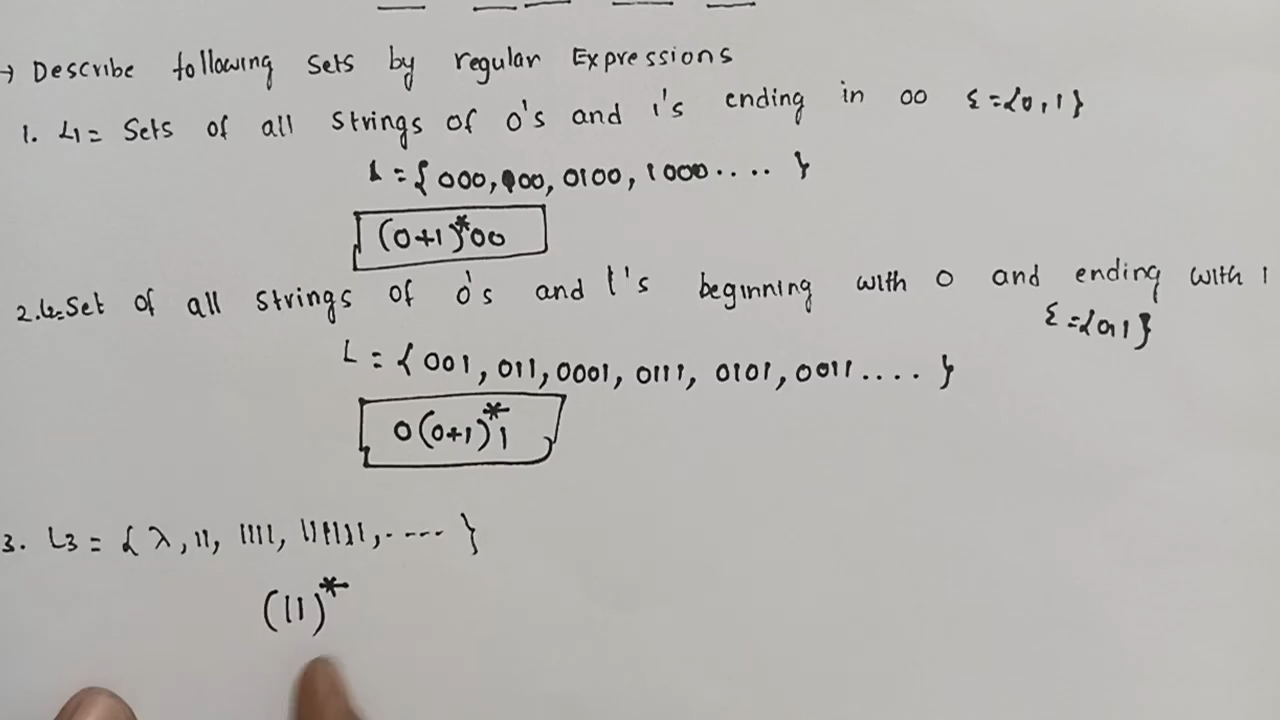 → Describe following sets by regular Expressions
1. L1 = Sets of all strings of 0's and 1's ending in 00 Σ={0,1}
L = {000, 100, 0100, 1000.... }
(0+1)*00
2. L2=Set of all strings of 0's and 1's beginning with 0 and ending with 1
Σ={0,1}
L = {001, 011, 0001, 0111, 0101, 0011.... }
0(0+1)*1
3. L3 = {λ, 11, 1111, 111111, ..... }
(11)*